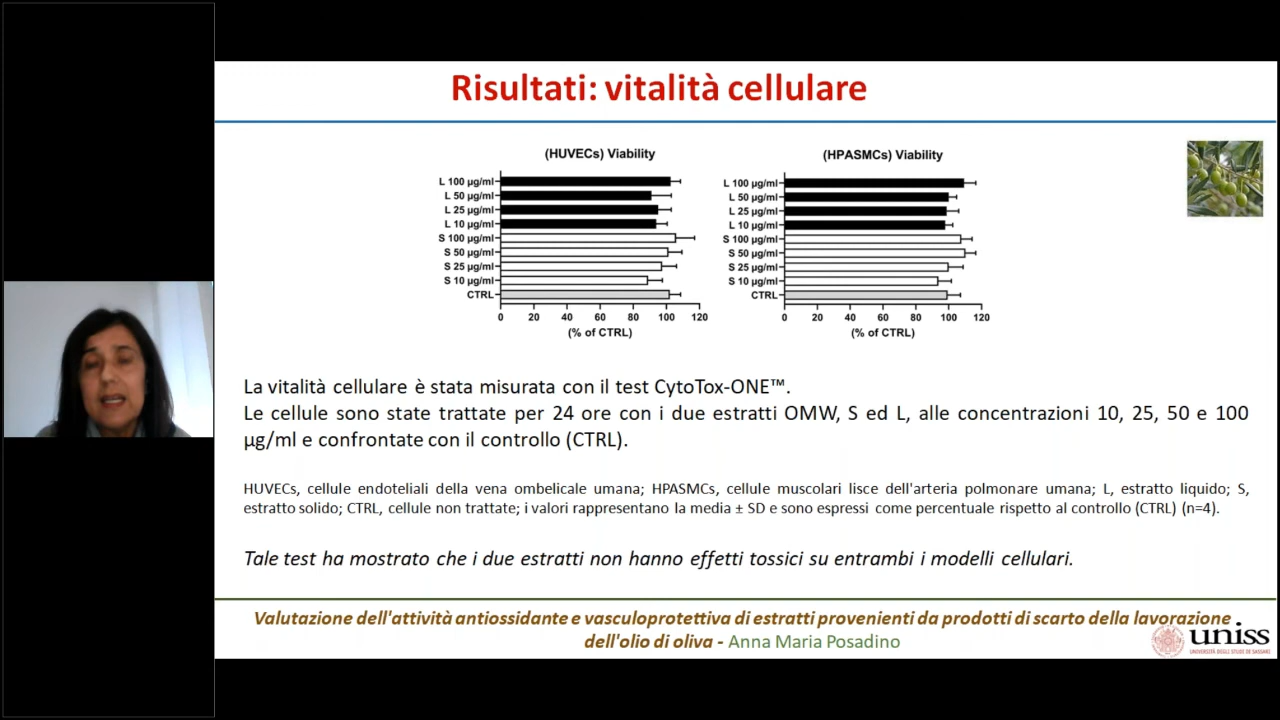 Risultati: vitalità cellulare
(HUVECs) Viability
L 100 µg/ml
L 50 µg/ml
L 25 µg/ml
L 10 µg/ml
S 100 µg/ml
S 50 µg/ml
S 25 µg/ml
S 10 µg/ml
CTRL
0 20 40 60 80 100 120
(% of CTRL)
(HPASMCs) Viability
L 100 µg/ml
L 50 µg/ml
L 25 µg/ml
L 10 µg/ml
S 100 µg/ml
S 50 µg/ml
S 25 µg/ml
S 10 µg/ml
CTRL
0 20 40 60 80 100 120
(% of CTRL)
La vitalità cellulare è stata misurata con il test CytoTox-ONE™.
Le cellule sono state trattate per 24 ore con i due estratti OMW, S ed L, alle concentrazioni 10, 25, 50 e 100
µg/ml e confrontate con il controllo (CTRL).
HUVECs, cellule endoteliali della vena ombelicale umana; HPASMCs, cellule muscolari lisce dell'arteria polmonare umana; L, estratto liquido; S,
estratto solido; CTRL, cellule non trattate; i valori rappresentano la media ± SD e sono espressi come percentuale rispetto al controllo (CTRL) (n=4).
Tale test ha mostrato che i due estratti non hanno effetti tossici su entrambi i modelli cellulari.
Valutazione dell'attività antiossidante e vasculoprotettiva di estratti provenienti da prodotti di scarto della lavorazione
dell'olio di oliva - Anna Maria Posadino
uniss
UNIVERSITÀ DEGLI STUDI DI SASSARI